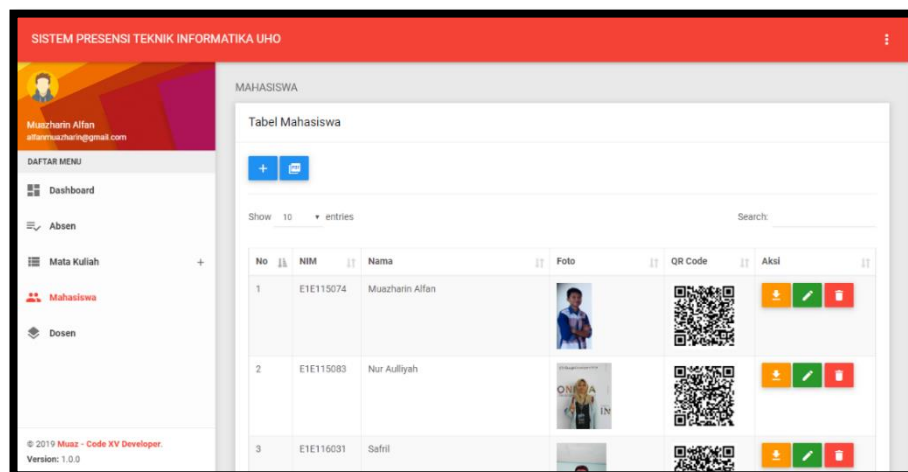 SISTEM PRESENSI TEKNIK INFORMATIKA UHO
Muazharin Alfan
alfanmuazharin@gmail.com
DAFTAR MENU
Dashboard
Absen
Mata Kuliah +
Mahasiswa
Dosen
© 2019 Muaz - Code XV Developer.
Version: 1.0.0
MAHASISWA
Tabel Mahasiswa
+
Show 10 entries
Search:
No NIM Nama Foto QR Code Aksi
1 E1E115074 Muazharin Alfan
2 E1E115083 Nur Aulliyah
3 E1E116031 Safril